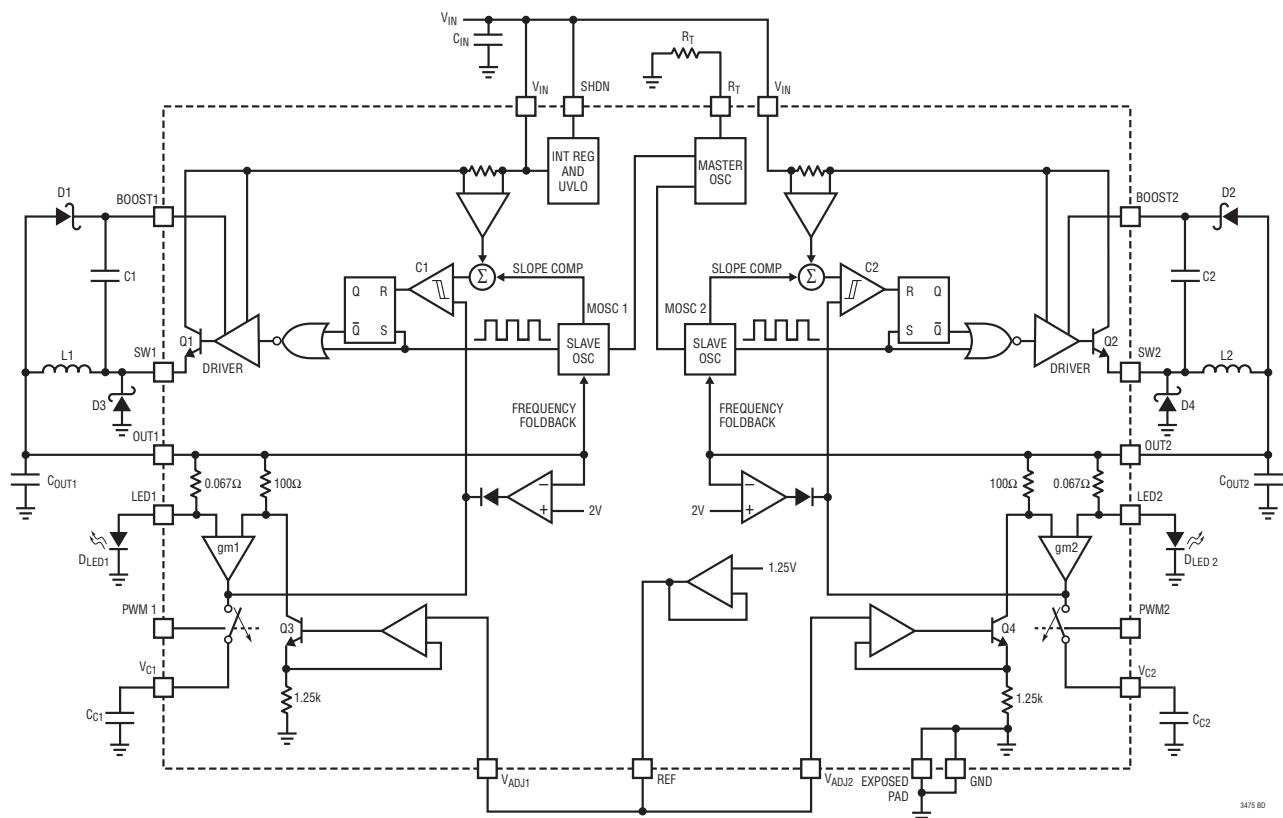 VIN
CIN
RT
VIN
SHDN
RT
VIN
INT REG
AND
UVLO
MASTER
OSC
D1
BOOST1
BOOST2
D2
C1
C1
Σ
SLOPE COMP
SLOPE COMP
Σ
C2
C2
Q
R
Q̅
S
MOSC 1
MOSC 2
R
Q
S
Q̅
Q1
DRIVER
SLAVE
OSC
SLAVE
OSC
DRIVER
Q2
L1
SW1
SW2
L2
D3
D4
FREQUENCY
FOLDBACK
FREQUENCY
FOLDBACK
OUT1
OUT2
COUT1
0.067Ω
100Ω
100Ω
0.067Ω
COUT2
LED1
–
+
2V
2V
–
+
LED2
DLED1
gm1
gm2
DLED 2
1.25V
PWM 1
Q3
Q4
PWM2
VC1
VC2
1.25k
1.25k
CC1
CC2
VADJ1
REF
VADJ2
EXPOSED
PAD
GND
3475 BD